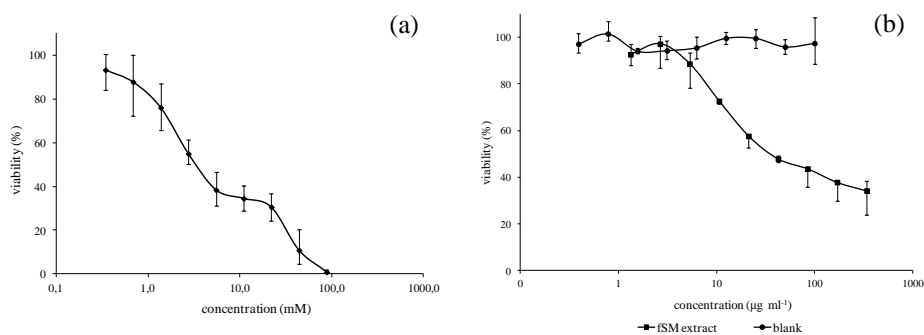 (a)
100
80
60
40
20
0
viability (%)
0,1 1,0 10,0 100,0 1000,0
concentration (mM)
(b)
100
80
60
40
20
0
viability (%)
0 1 10 100 1000
concentration (µg ml-1)
fSM extract blank